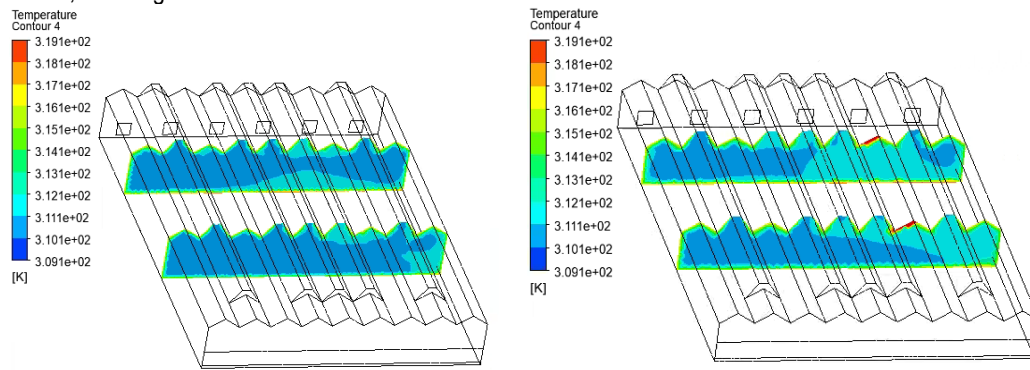 Temperature
Contour 4
3.191e+02
3.181e+02
3.171e+02
3.161e+02
3.151e+02
3.141e+02
3.131e+02
3.121e+02
3.111e+02
3.101e+02
3.091e+02
[K]
Temperature
Contour 4
3.191e+02
3.181e+02
3.171e+02
3.161e+02
3.151e+02
3.141e+02
3.131e+02
3.121e+02
3.111e+02
3.101e+02
3.091e+02
[K]